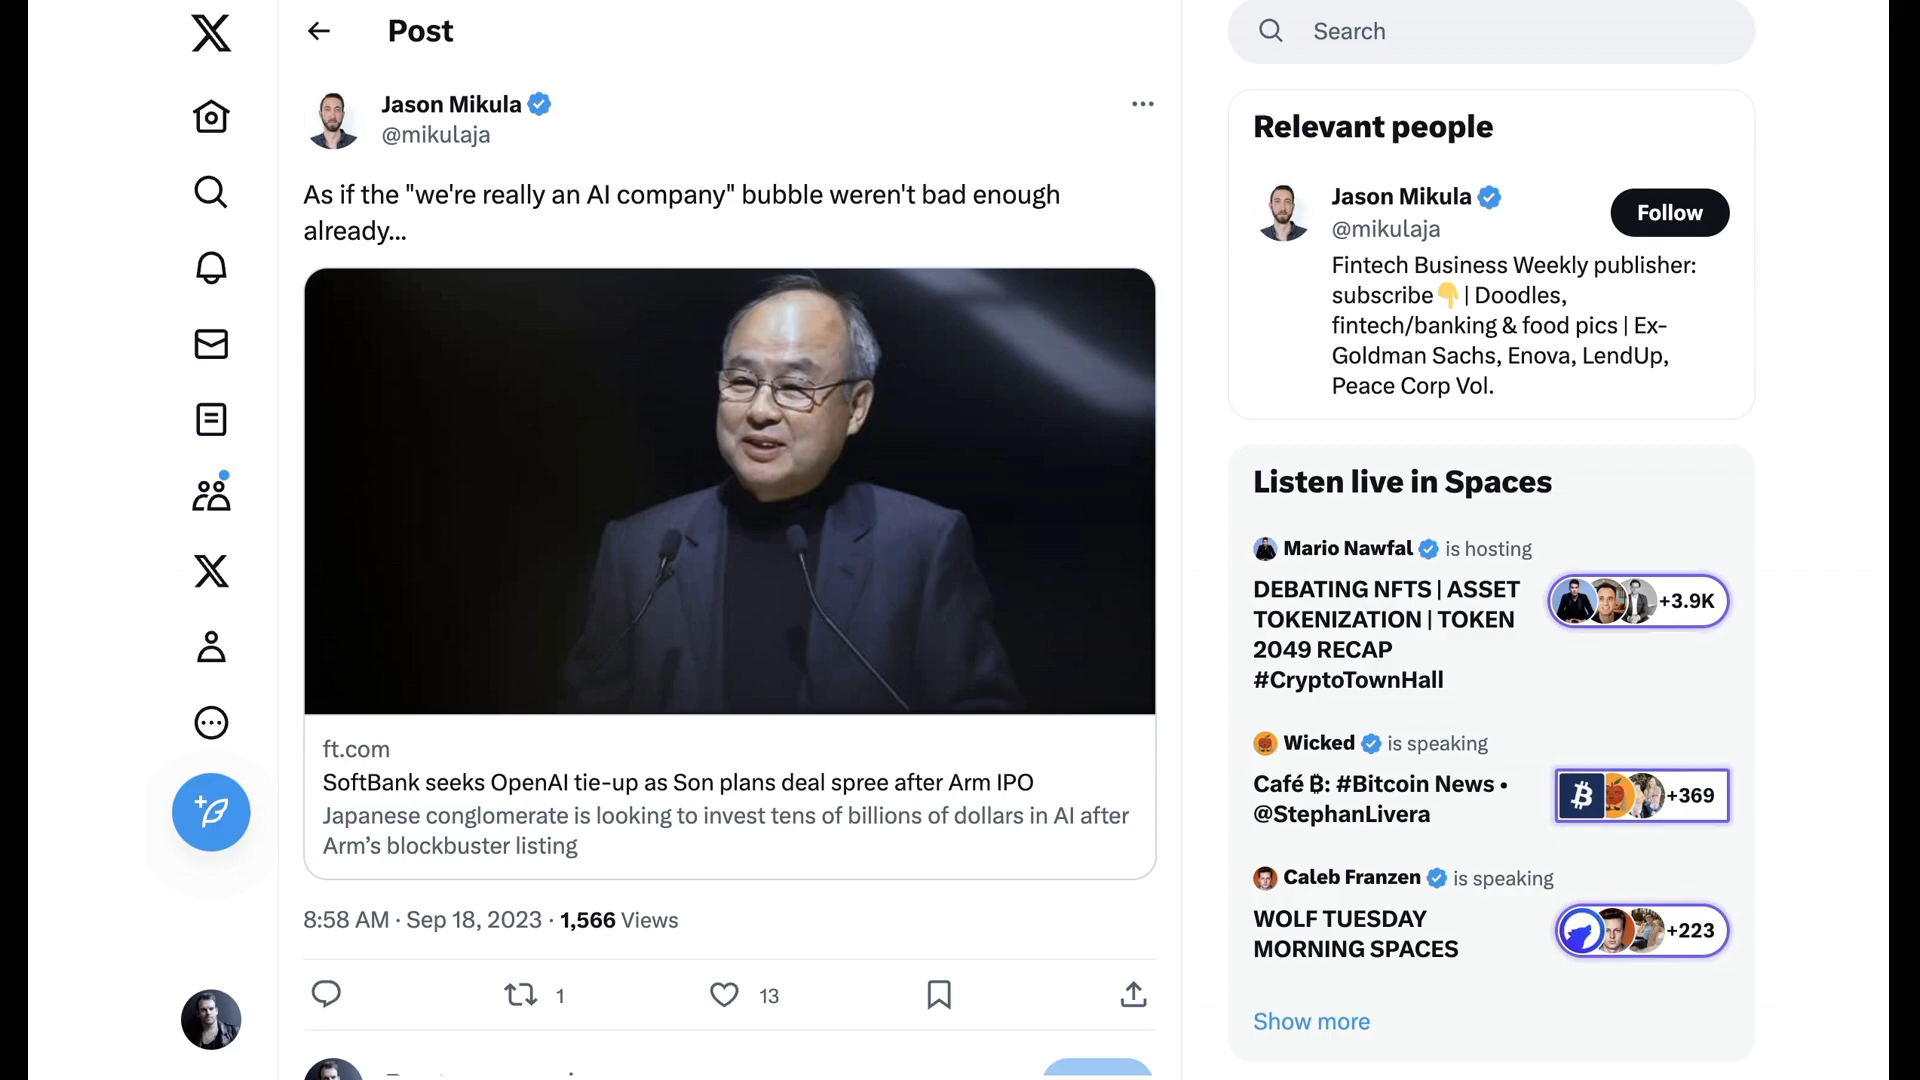 Post
Jason Mikula
@mikulaja
As if the "we're really an AI company" bubble weren't bad enough
already...
ft.com
SoftBank seeks OpenAI tie-up as Son plans deal spree after Arm IPO
Japanese conglomerate is looking to invest tens of billions of dollars in AI after
Arm’s blockbuster listing
8:58 AM · Sep 18, 2023 · 1,566 Views
1
13
Search
Relevant people
Jason Mikula
@mikulaja
Follow
Fintech Business Weekly publisher:
subscribe👇 | Doodles,
fintech/banking & food pics | Ex-
Goldman Sachs, Enova, LendUp,
Peace Corp Vol.
Listen live in Spaces
Mario Nawfal is hosting
DEBATING NFTS | ASSET
TOKENIZATION | TOKEN
2049 RECAP
#CryptoTownHall
+3.9K
Wicked is speaking
Café ₿: #Bitcoin News •
@StephanLivera
+369
Caleb Franzen is speaking
WOLF TUESDAY
MORNING SPACES
+223
Show more